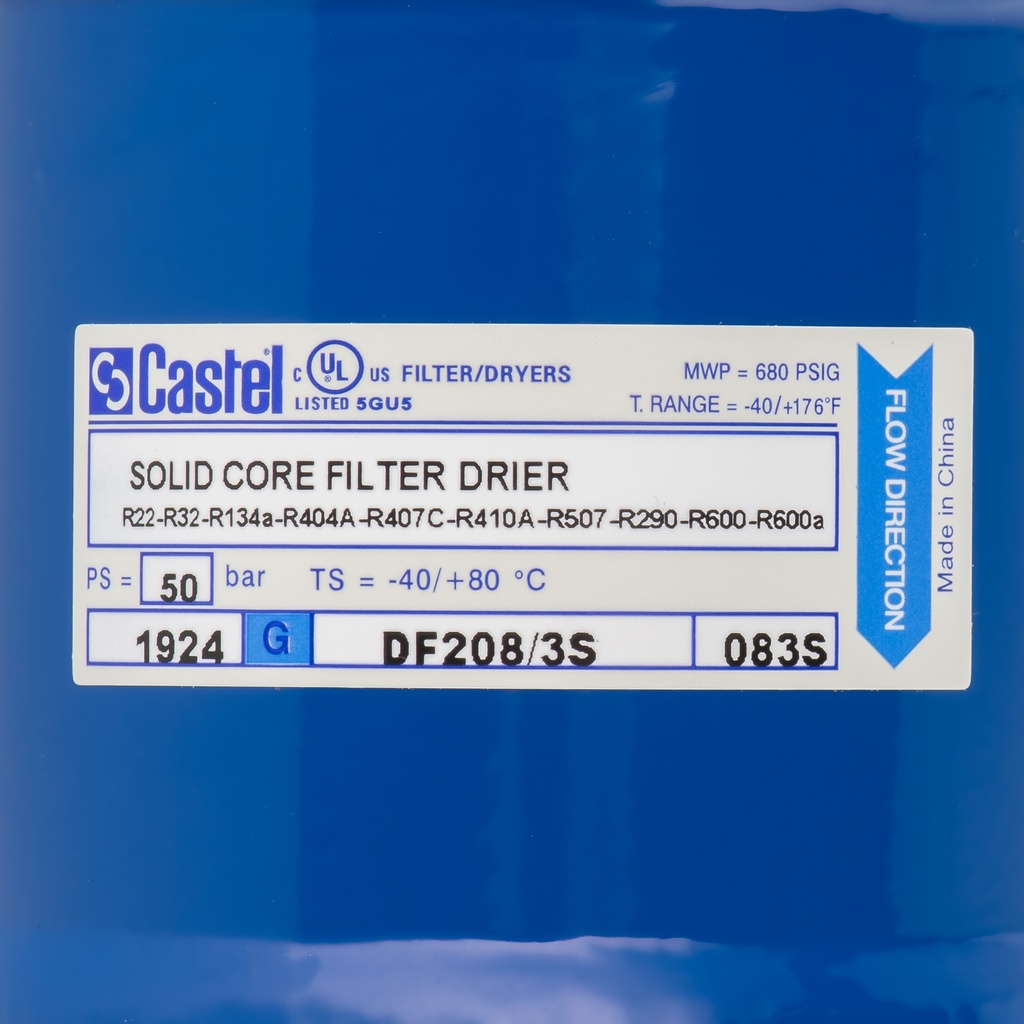 Castel® c UL® US FILTER/DRYERS
LISTED 5GU5
MWP = 680 PSIG
T. RANGE = -40/+176°F
SOLID CORE FILTER DRIER
R22-R32-R134a-R404A-R407C-R410A-R507-R290-R600-R600a
PS = 50 bar TS = -40/+80 °C
1924 G DF208/3S 083S
FLOW DIRECTION
Made in China